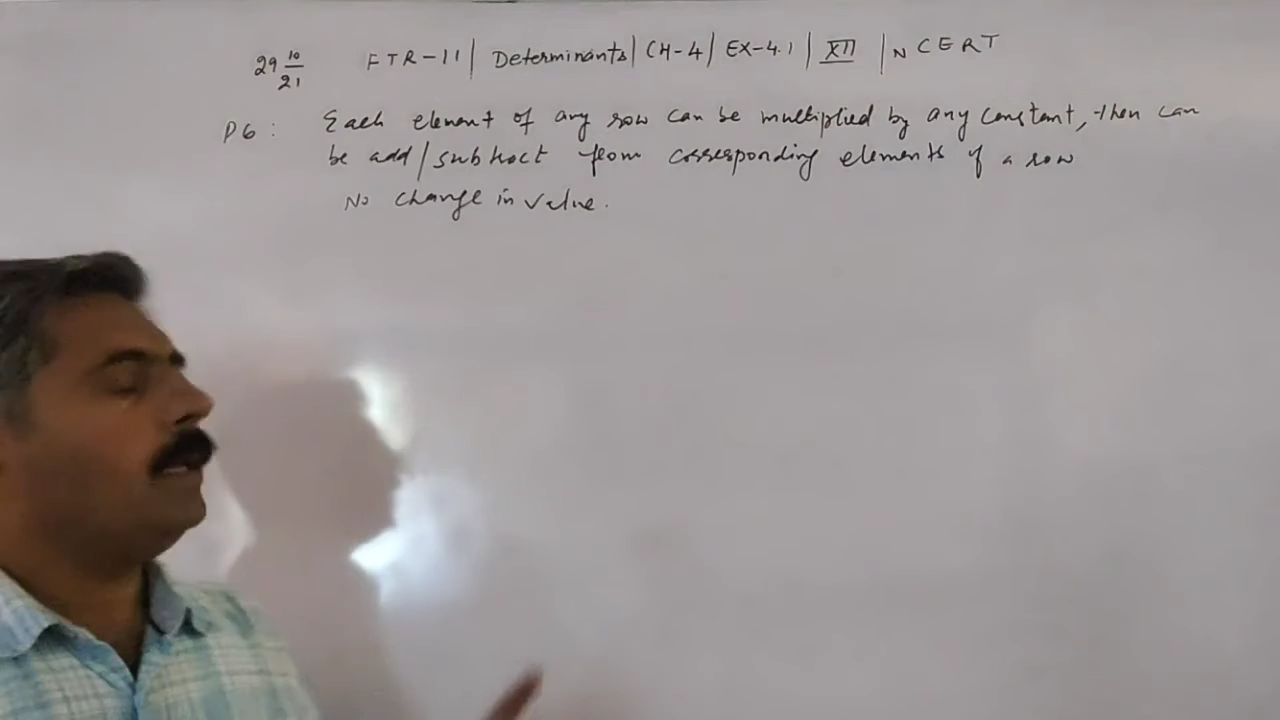 29 10/21 FTR-11 | Determinants | CH-4 | EX-4.1 | XII | NCERT
P6 : Each element of any row can be multiplied by any constant, then can
be add/subtract from corresponding elements of a row
No change in value.